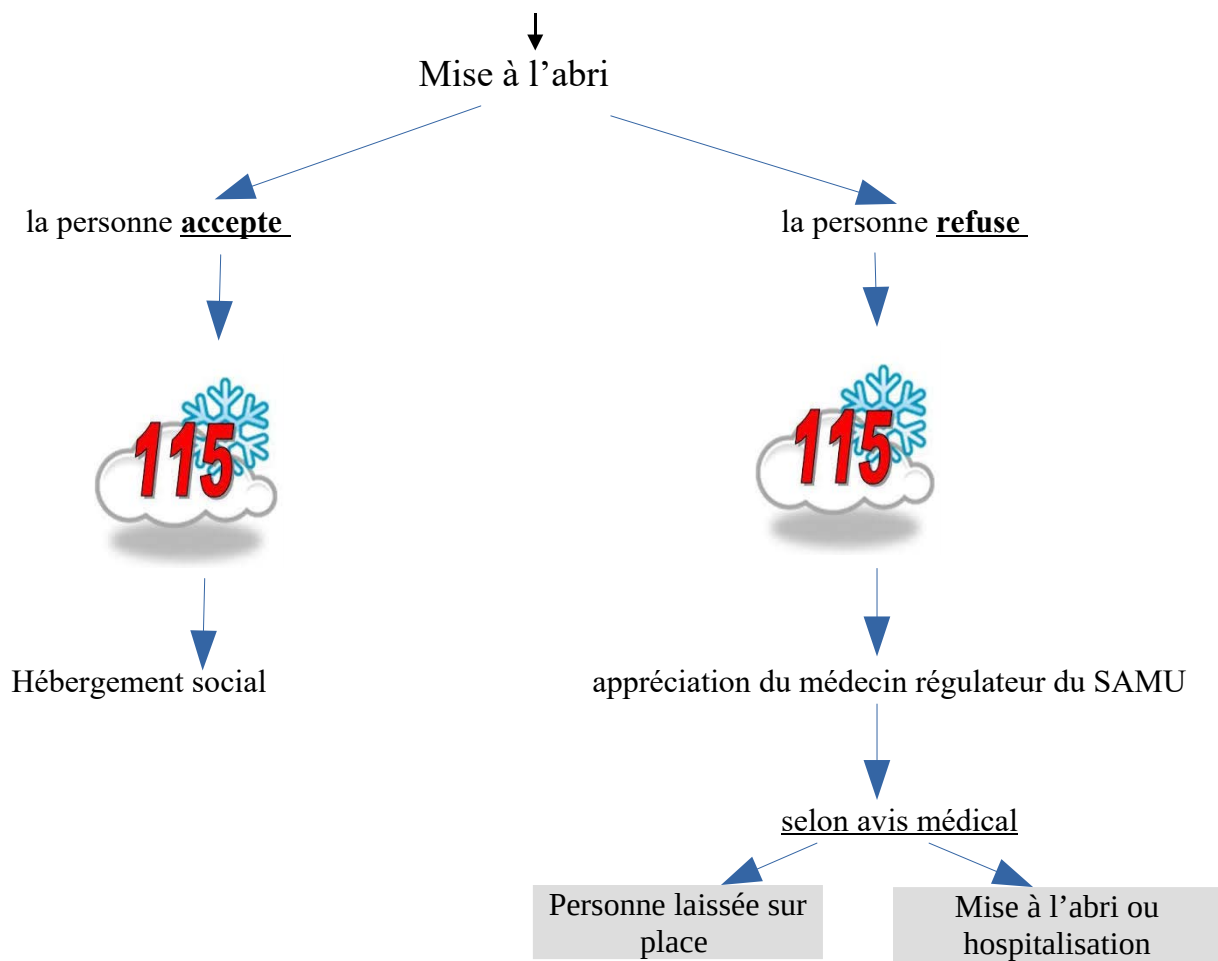 Mise à l’abri
la personne accepte
la personne refuse
115
115
Hébergement social
appréciation du médecin régulateur du SAMU
selon avis médical
Personne laissée sur
place
Mise à l’abri ou
hospitalisation